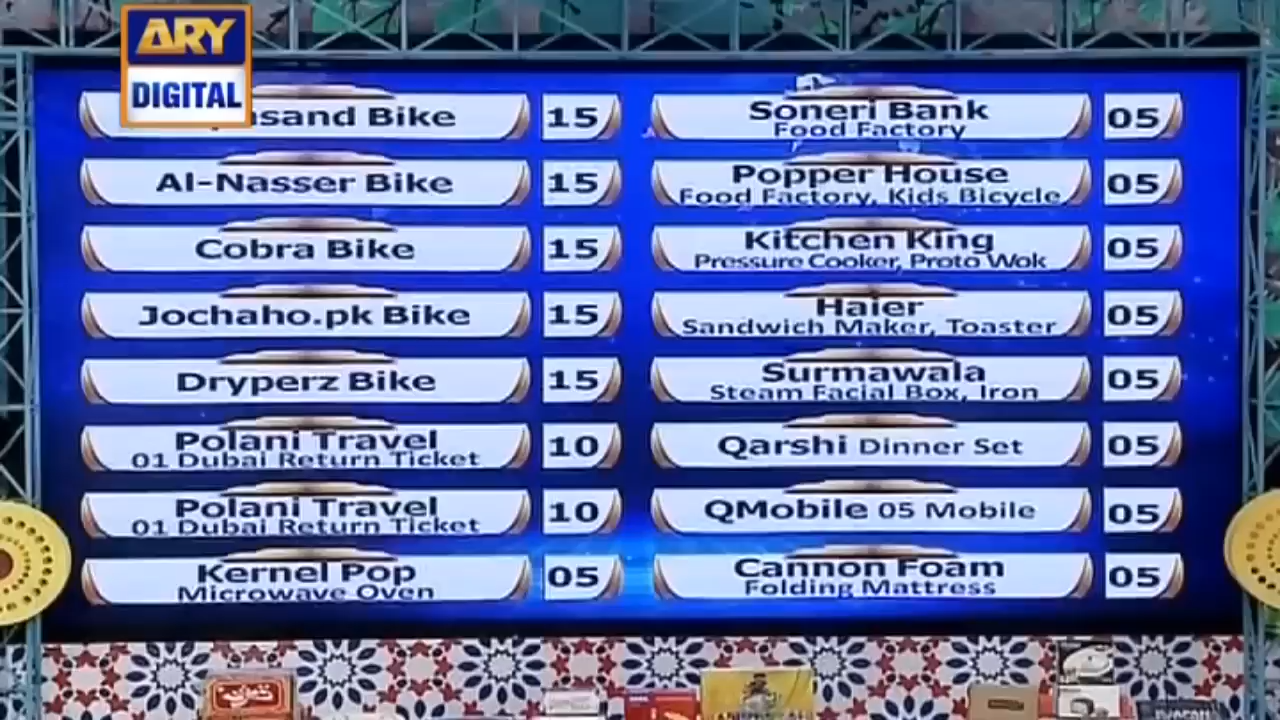 ARY
DIGITAL
Bike 15
Al-Nasser Bike 15
Cobra Bike 15
Jochaho.pk Bike 15
Dryperz Bike 15
Polani Travel
01 Dubai Return Ticket 10
Polani Travel
01 Dubai Return Ticket 10
Kernel Pop
Microwave Oven 05
Soneri Bank
Food Factory 05
Popper House
Food Factory, Kids Bicycle 05
Kitchen King
Pressure Cooker, Proto Wok 05
Haier
Sandwich Maker, Toaster 05
Surmawala
Steam Facial Box, Iron 05
Qarshi Dinner Set 05
QMobile 05 Mobile 05
Cannon Foam
Folding Mattress 05